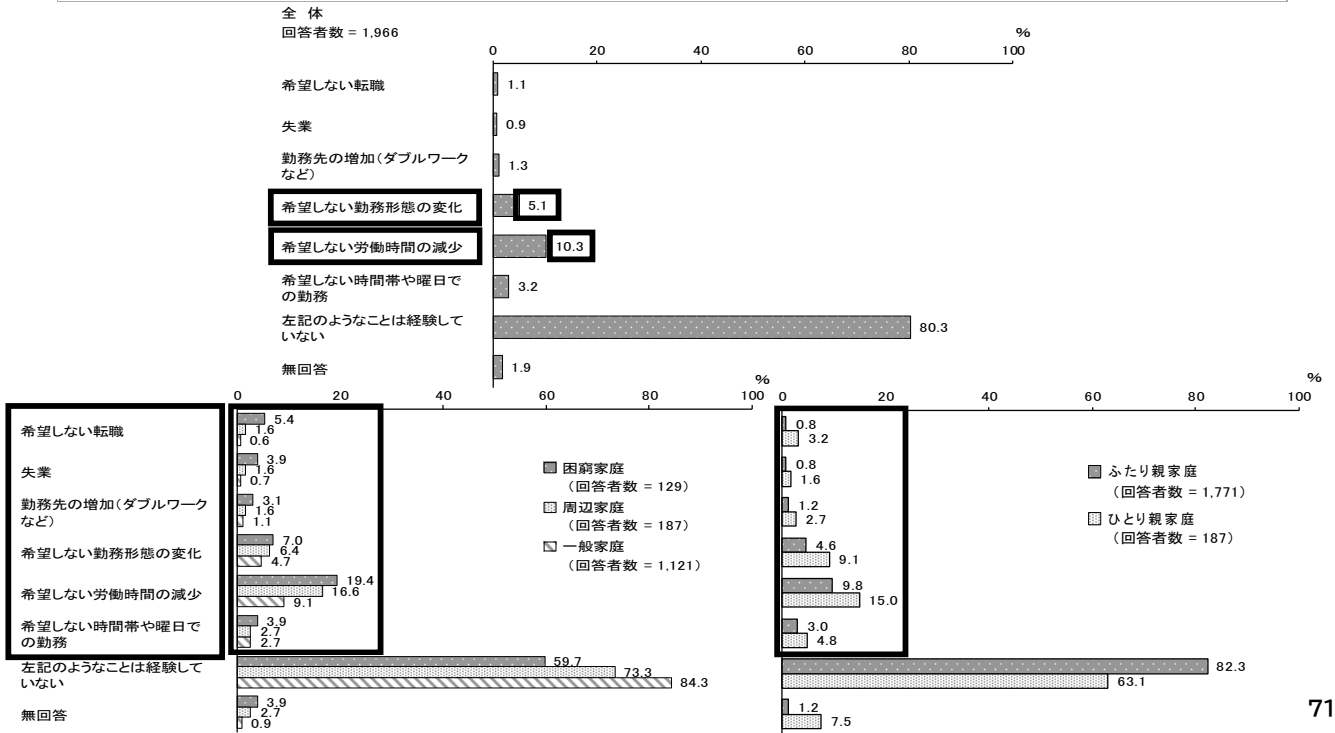 全 体
回答者数 = 1,966
%
0 20 40 60 80 100
希望しない転職 1.1
失業 0.9
勤務先の増加(ダブルワーク
など) 1.3
希望しない勤務形態の変化 5.1
希望しない労働時間の減少 10.3
希望しない時間帯や曜日で
の勤務 3.2
左記のようなことは経験して
いない 80.3
無回答 1.9
%
0 20 40 60 80 100
希望しない転職
5.4
1.6
0.6
失業
3.9
1.6
0.7
勤務先の増加(ダブルワーク
など)
3.1
1.6
1.1
希望しない勤務形態の変化
7.0
6.4
4.7
希望しない労働時間の減少
19.4
16.6
9.1
希望しない時間帯や曜日で
の勤務
3.9
2.7
2.7
左記のようなことは経験して
いない
59.7
73.3
84.3
無回答
3.9
2.7
0.9
困窮家庭
(回答者数 = 129)
周辺家庭
(回答者数 = 187)
一般家庭
(回答者数 = 1,121)
%
0 20 40 60 80 100
0.8
3.2
0.8
1.6
1.2
2.7
4.6
9.1
9.8
15.0
3.0
4.8
82.3
63.1
1.2
7.5
ふたり親家庭
(回答者数 = 1,771)
ひとり親家庭
(回答者数 = 187)
71